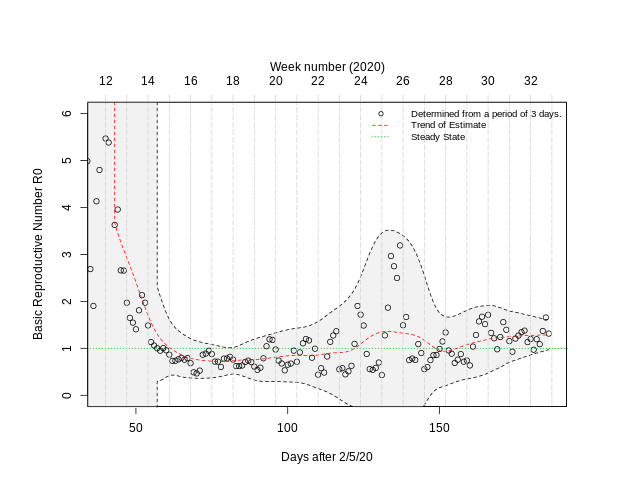 Week number (2020)
12 14 16 18 20 22 24 26 28 30 32
Determined from a period of 3 days.
Trend of Estimate
Steady State
Basic Reproductive Number R0
6
5
4
3
2
1
0
50 100 150
Days after 2/5/20